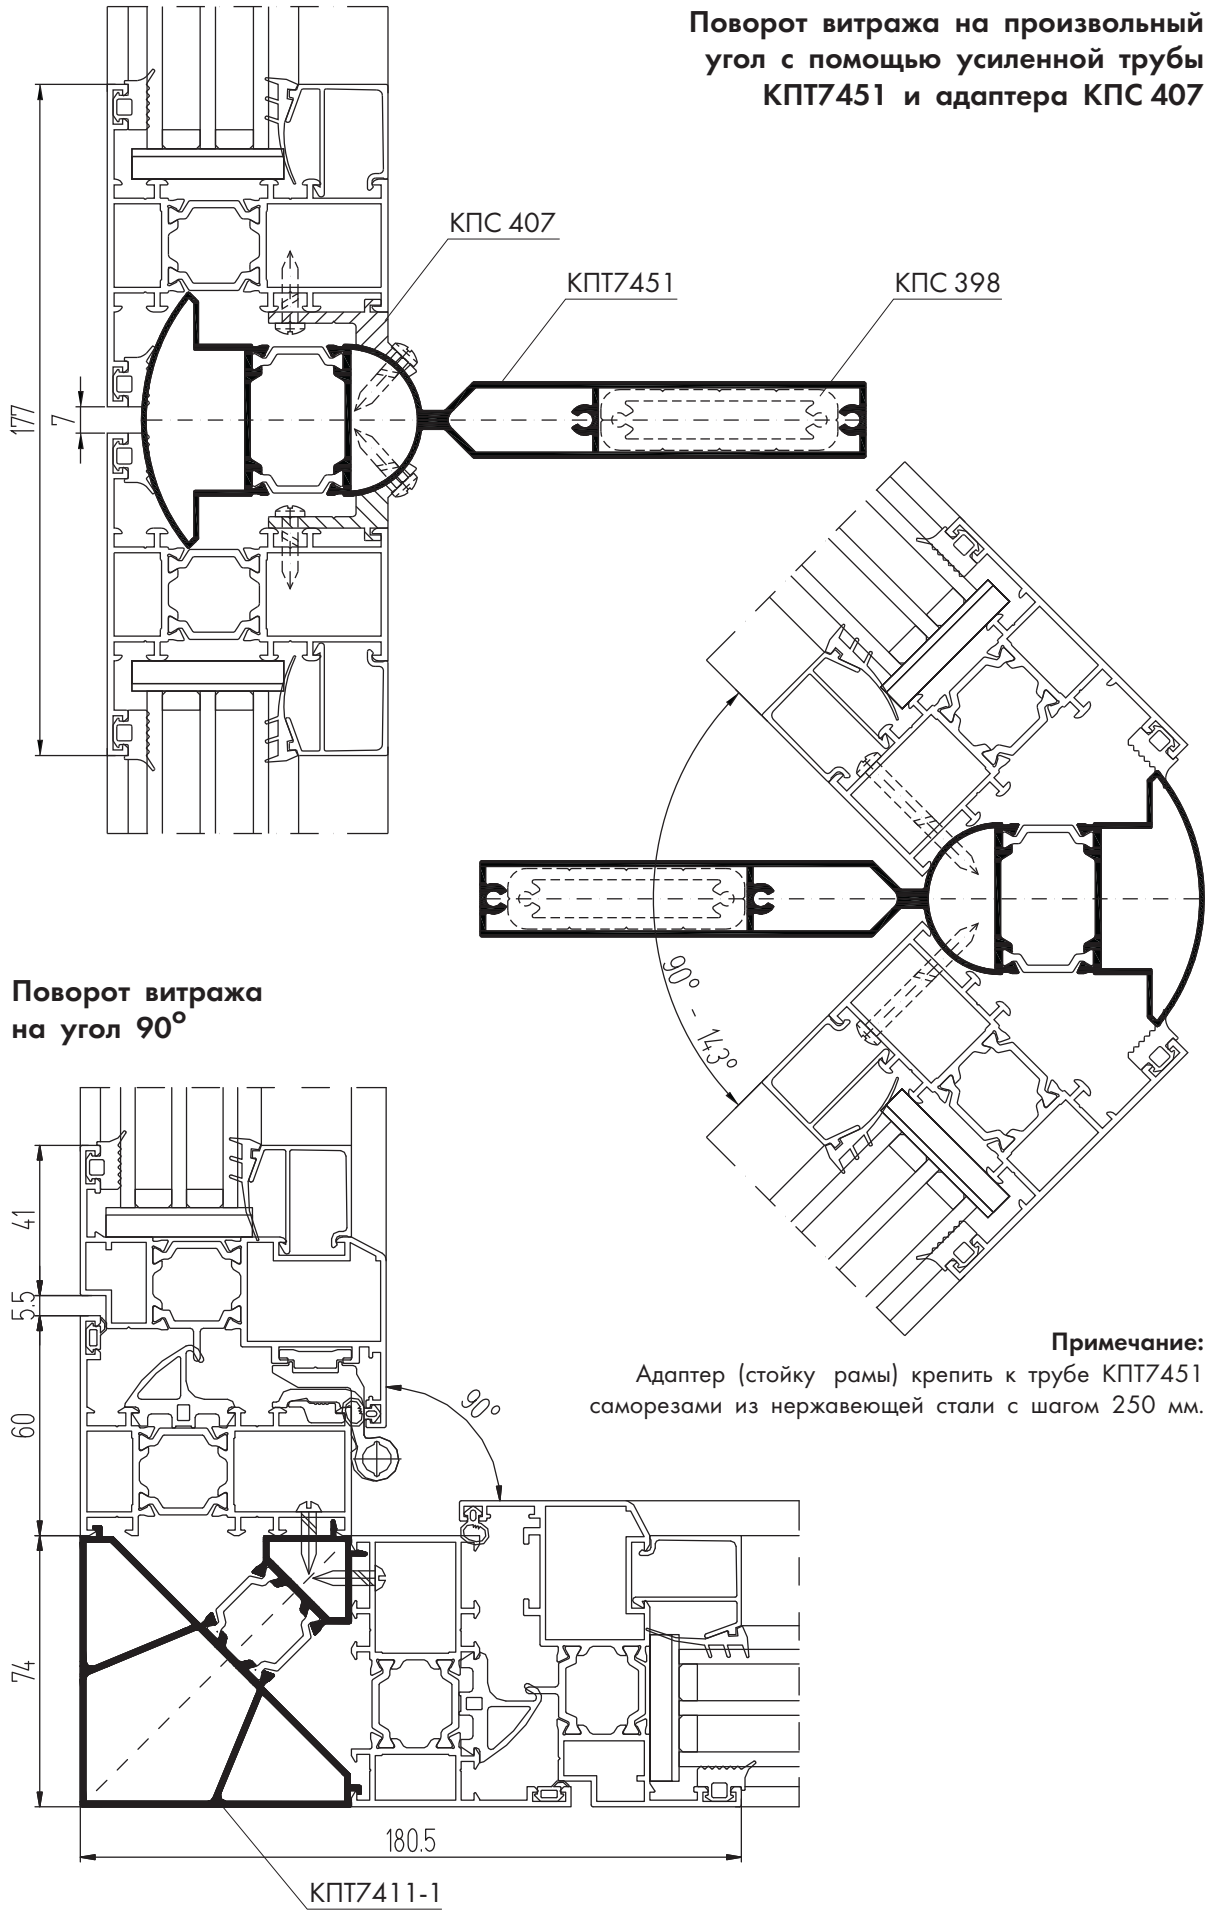 Поворот витража на произвольный
угол с помощью усиленной трубы
КПТ7451 и адаптера КПС 407
КПС 407
КПТ7451
КПС 398
177
7
90° - 143°
Поворот витража
на угол 90°
41
5.5
60
74
90°
Примечание:
Адаптер (стойку рамы) крепить к трубе КПТ7451
саморезами из нержавеющей стали с шагом 250 мм.
180.5
КПТ7411-1